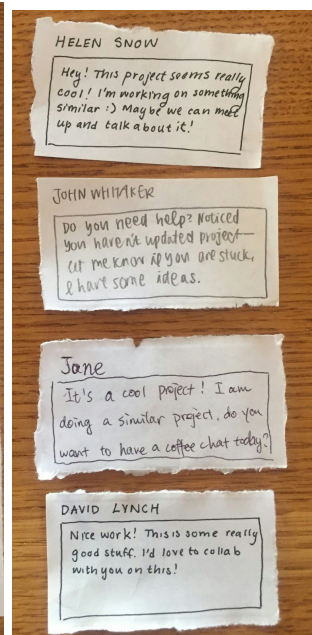 HELEN SNOW
Hey! This project seems really
cool! I'm working on something
similar :) Maybe we can meet
up and talk about it!
JOHN WHITAKER
Do you need help? Noticed
you haven't updated project—
let me know if you are stuck,
I have some ideas.
Jane
It's a cool project! I am
doing a similar project, do you
want to have a coffee chat today?
DAVID LYNCH
Nice work! This is some really
good stuff. I'd love to collab
with you on this!